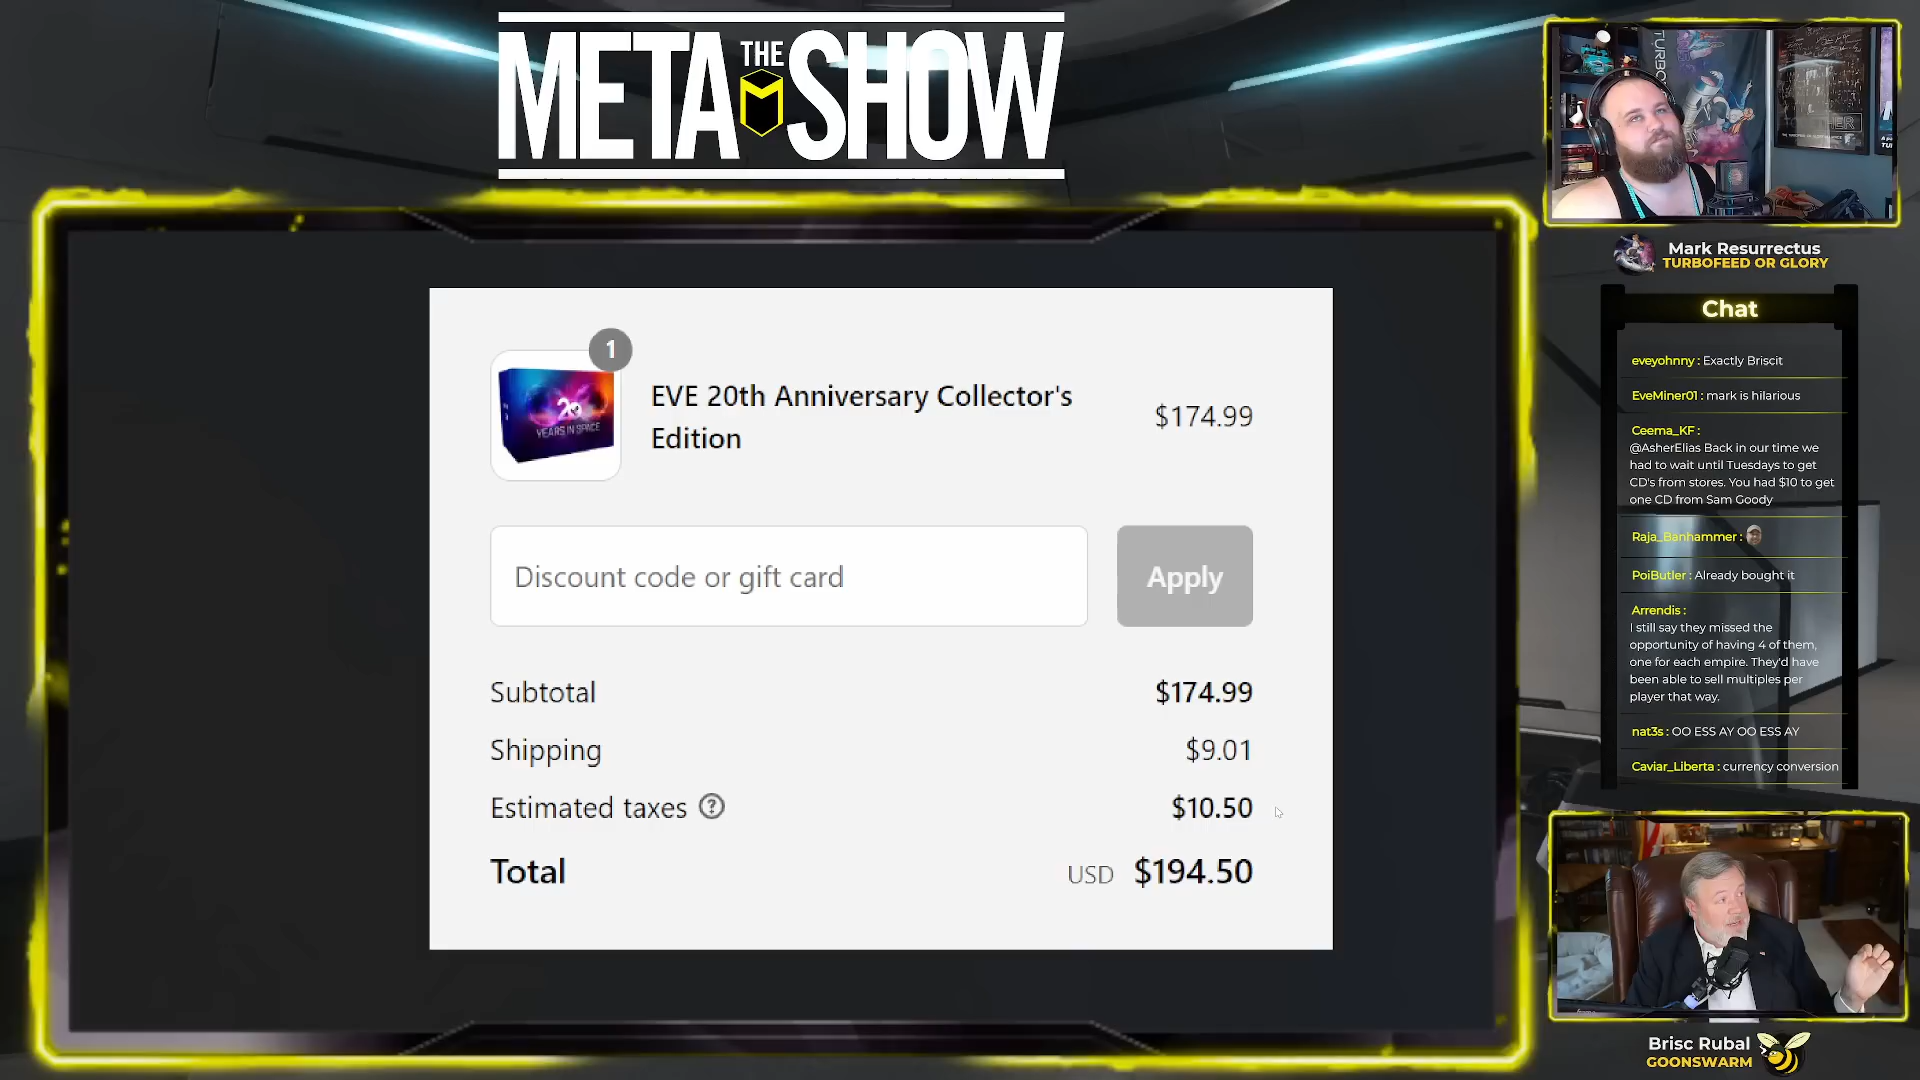 META THE SHOW
1
EVE 20th Anniversary Collector's
Edition
$174.99
20
YEARS IN SPACE
Discount code or gift card
Apply
Subtotal
$174.99
Shipping
$9.01
Estimated taxes ?
$10.50
Total
USD $194.50
TURBO
Mark Resurrectus
TURBOFEED OR GLORY
Chat
eveyohnny : Exactly Briscit
EveMiner01 : mark is hilarious
Ceema_KF :
@AsherElias Back in our time we
had to wait until Tuesdays to get
CD's from stores. You had $10 to get
one CD from Sam Goody
Raja_Banhammer :
PoiButler : Already bought it
Arrendis :
I still say they missed the
opportunity of having 4 of them,
one for each empire. They'd have
been able to sell multiples per
player that way.
nat3s : OO ESS AY OO ESS AY
Caviar_Liberta : currency conversion
Brisc Rubal
GOONSWARM